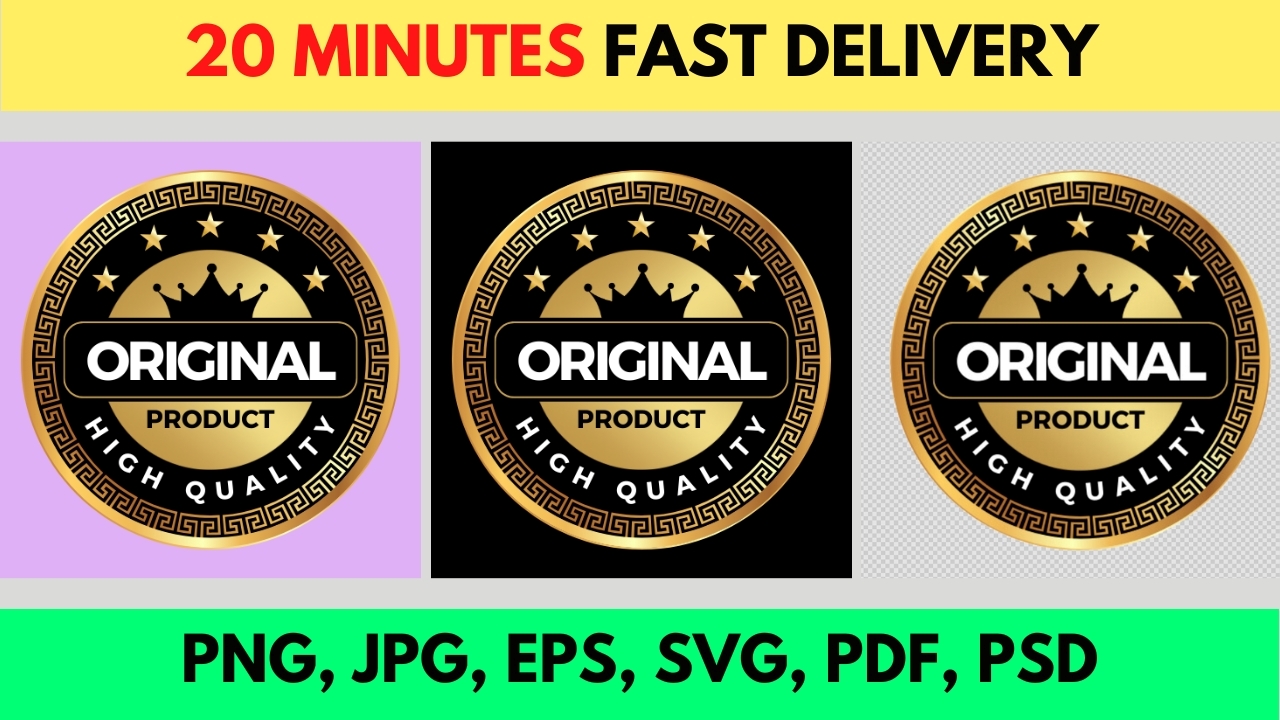 20 MINUTES FAST DELIVERY
ORIGINAL
PRODUCT
HIGH QUALITY
ORIGINAL
PRODUCT
HIGH QUALITY
ORIGINAL
PRODUCT
HIGH QUALITY
PNG, JPG, EPS, SVG, PDF, PSD